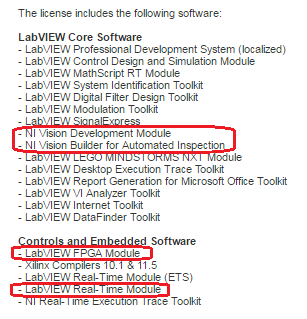 The license includes the following software:
LabVIEW Core Software
- LabVIEW Professional Development System (localized)
- LabVIEW Control Design and Simulation Module
- LabVIEW MathScript RT Module
- LabVIEW System Identification Toolkit
- LabVIEW Digital Filter Design Toolkit
- LabVIEW Modulation Toolkit
- LabVIEW SignalExpress
- NI Vision Development Module
- NI Vision Builder for Automated Inspection
- LabVIEW LEGO MINDSTORMS NXT Module
- LabVIEW Desktop Execution Trace Toolkit
- LabVIEW Report Generation for Microsoft Office Toolkit
- LabVIEW VI Analyzer Toolkit
- LabVIEW Internet Toolkit
- LabVIEW DataFinder Toolkit
Controls and Embedded Software
- LabVIEW FPGA Module
- Xilinx Compilers 10.1 & 11.5
- LabVIEW Real-Time Module (ETS)
- LabVIEW Real-Time Module
- NI Real-Time Execution Trace Toolkit